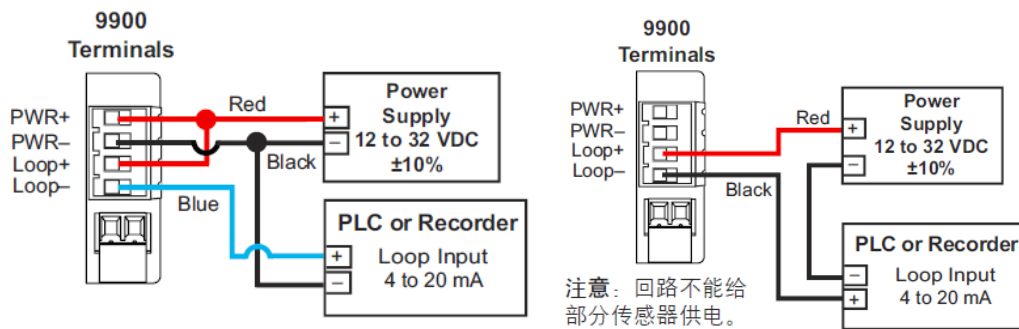 9900
Terminals
PWR+
PWR–
Loop+
Loop–
Red
Black
Blue
+
–
Power
Supply
12 to 32 VDC
±10%
PLC or Recorder
+
–
Loop Input
4 to 20 mA
9900
Terminals
PWR+
PWR–
Loop+
Loop–
Red
Black
+
–
Power
Supply
12 to 32 VDC
±10%
PLC or Recorder
–
+
Loop Input
4 to 20 mA
注意：回路不能给
部分传感器供电。